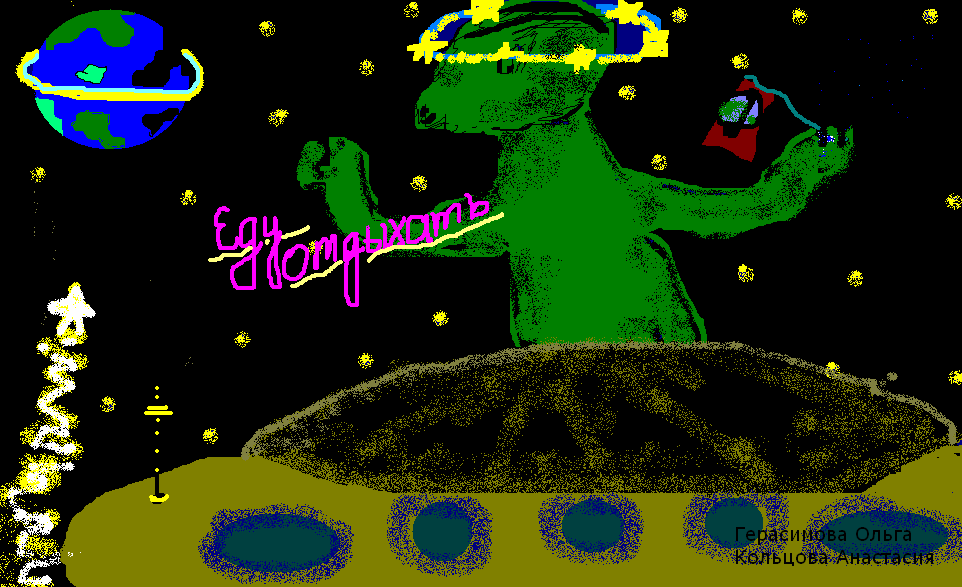 Еду отдыхать
Герасимова Ольга
Кольцова Анастасия